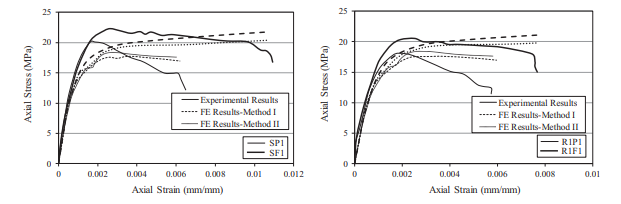 25
20
15
10
5
0
Axial Stress (MPa)
Experimental Results
FE Results-Method I
FE Results-Method II
SP1
SF1
0 0.002 0.004 0.006 0.008 0.01 0.012
Axial Strain (mm/mm)
25
20
15
10
5
0
Axial Stress (MPa)
Experimental Results
FE Results-Method I
FE Results-Method II
R1P1
R1F1
0 0.002 0.004 0.006 0.008 0.01
Axial Strain (mm/mm)